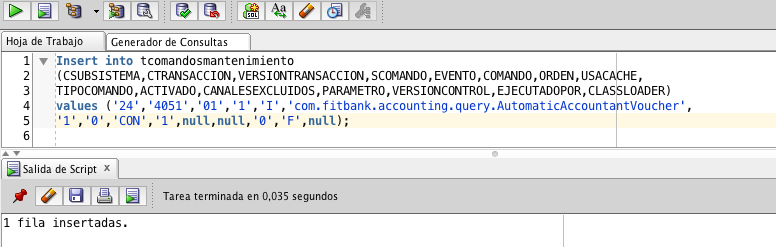 Hoja de Trabajo Generador de Consultas
1 Insert into tcomandosmantenimiento
2 (CSUBSISTEMA,CTRANSACCION,VERSIONTRANSACCION,SCOMANDO,EVENTO,COMANDO,ORDEN,USACACHE,
3 TIPOCOMANDO,ACTIVADO,CANALESEXCLUIDOS,PARAMETRO,VERSIONCONTROL,EJECUTADOPOR,CLASSLOADER)
4 values ('24','4051','01','1','I','com.fitbank.accounting.query.AutomaticAccountantVoucher',
5 '1','0','CON','1',null,null,'0','F',null);
6
Salida de Script x
Tarea terminada en 0,035 segundos
1 fila insertadas.